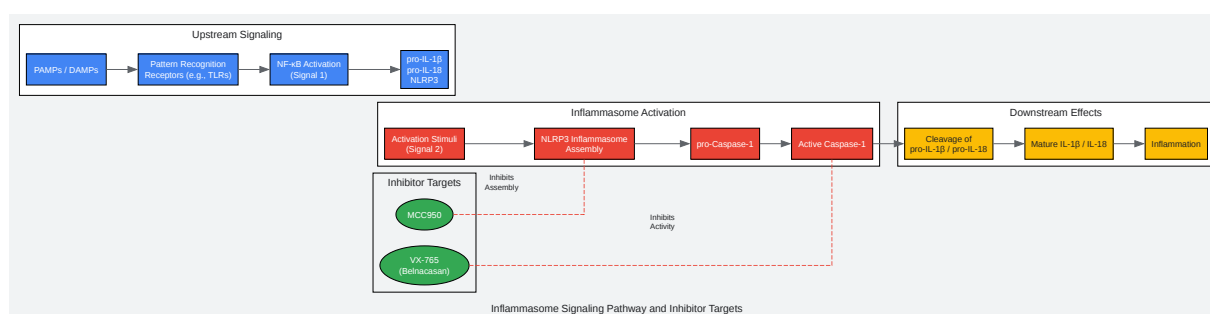 Upstream Signaling
PAMPs / DAMPs
Pattern Recognition
Receptors (e.g., TLRs)
NF-κB Activation
(Signal 1)
pro-IL-1β
pro-IL-18
NLRP3
Inflammasome Activation
Activation Stimuli
(Signal 2)
NLRP3 Inflammasome
Assembly
pro-Caspase-1
Active Caspase-1
Downstream Effects
Cleavage of
pro-IL-1β / pro-IL-18
Mature IL-1β / IL-18
Inflammation
Inhibitor Targets
MCC950
VX-765
(Belnacasan)
Inhibits
Assembly
Inhibits
Activity
Inflammasome Signaling Pathway and Inhibitor Targets